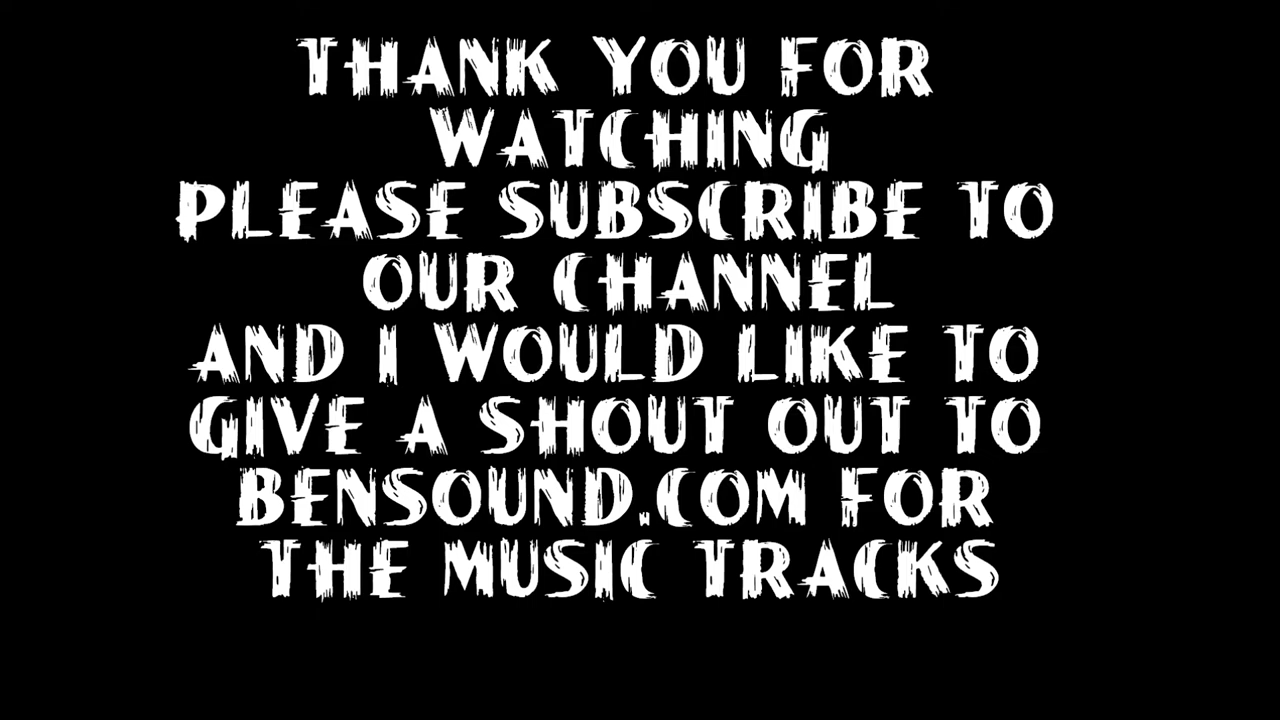 THANK YOU FOR
WATCHING
PLEASE SUBSCRIBE TO
OUR CHANNEL
AND I WOULD LIKE TO
GIVE A SHOUT OUT TO
BENSOUND.COM FOR
THE MUSIC TRACKS